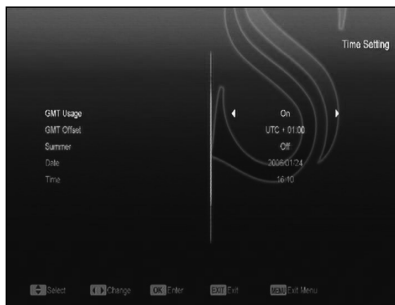 Time Setting
GMT Usage On
GMT Offset UTC + 01:00
Summer Off
Date 2006/01/24
Time 16:10
Select Change OK Enter EXIT Exit MENU Exit Menu